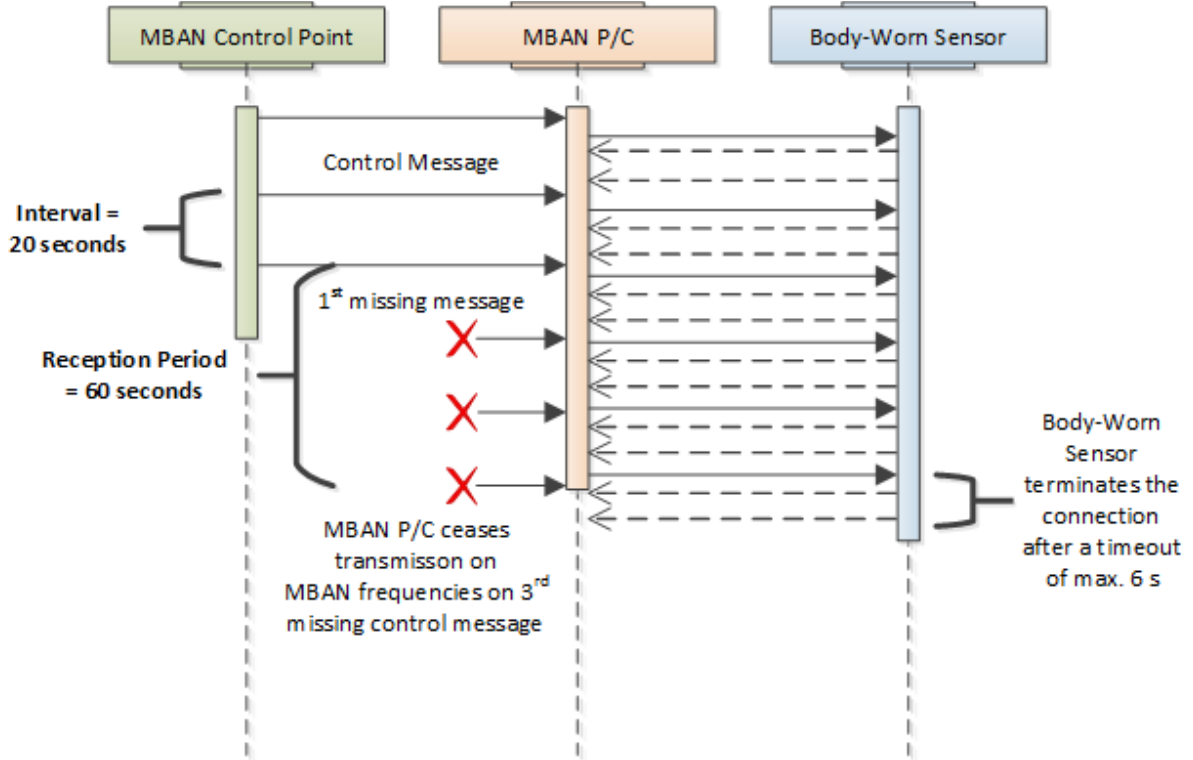 MBAN Control Point
MBAN P/C
Body-Worn Sensor
Control Message
Interval =
20 seconds
1st missing message
Reception Period
= 60 seconds
MBAN P/C ceases
transmisson on
MBAN frequencies on 3rd
missing control message
Body-Worn
Sensor
terminates the
connection
after a timeout
of max. 6 s